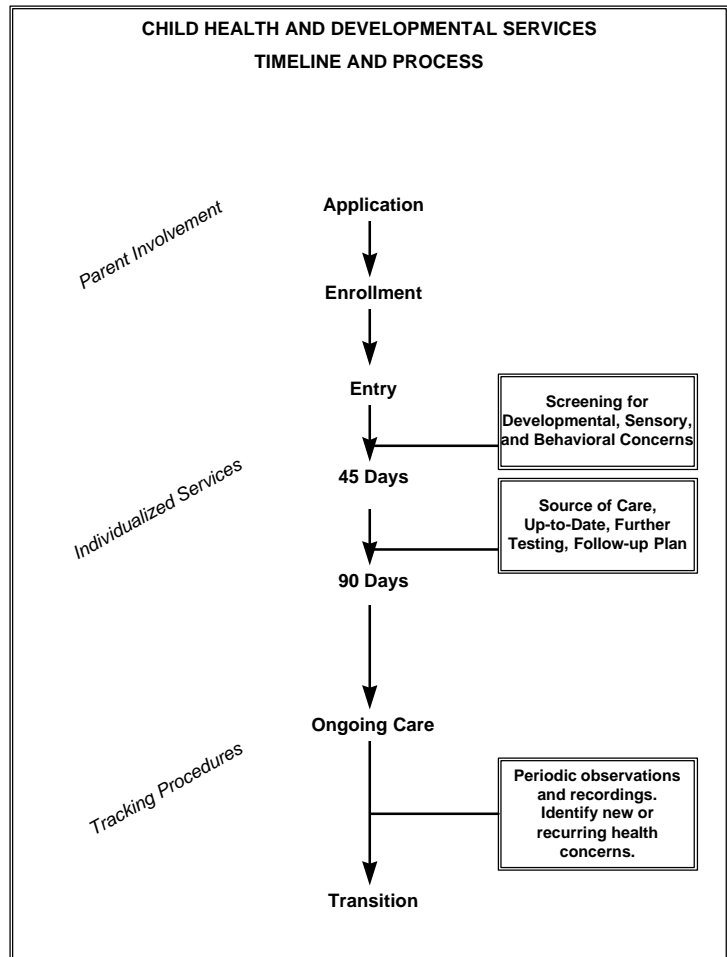 CHILD HEALTH AND DEVELOPMENTAL SERVICES
TIMELINE AND PROCESS
Application
Parent Involvement
Enrollment
Entry
Screening for
Developmental, Sensory,
and Behavioral Concerns
45 Days
Individualized Services
Source of Care,
Up-to-Date, Further
Testing, Follow-up Plan
90 Days
Ongoing Care
Tracking Procedures
Periodic observations
and recordings.
Identify new or
recurring health
concerns.
Transition